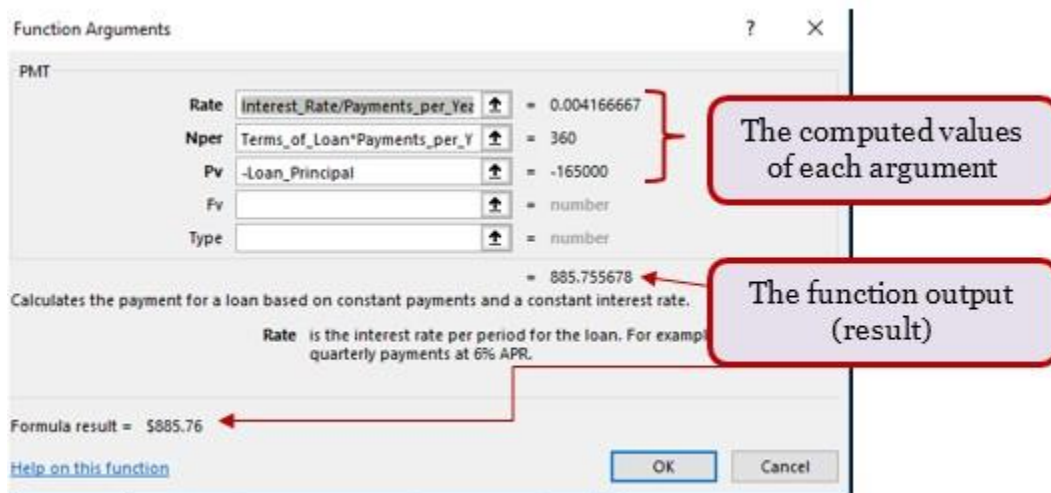 Function Arguments ? ×
PMT
Rate Interest_Rate/Payments_per_Yea = 0.004166667
Nper Terms_of_Loan*Payments_per_Y = 360
Pv -Loan_Principal = -165000
Fv = number
Type = number
= 885.755678
Calculates the payment for a loan based on constant payments and a constant interest rate.
Rate is the interest rate per period for the loan. For exampl
quarterly payments at 6% APR.
Formula result = $885.76
Help on this function OK Cancel
The computed values
of each argument
The function output
(result)